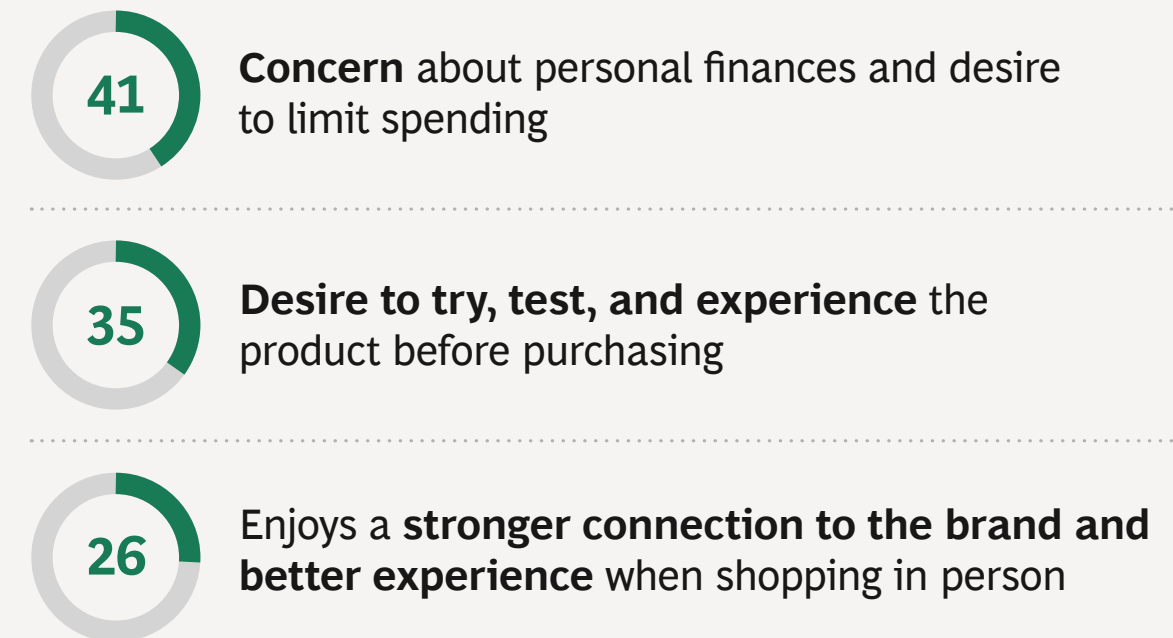 41
Concern about personal finances and desire
to limit spending
35
Desire to try, test, and experience the
product before purchasing
26
Enjoys a stronger connection to the brand and
better experience when shopping in person